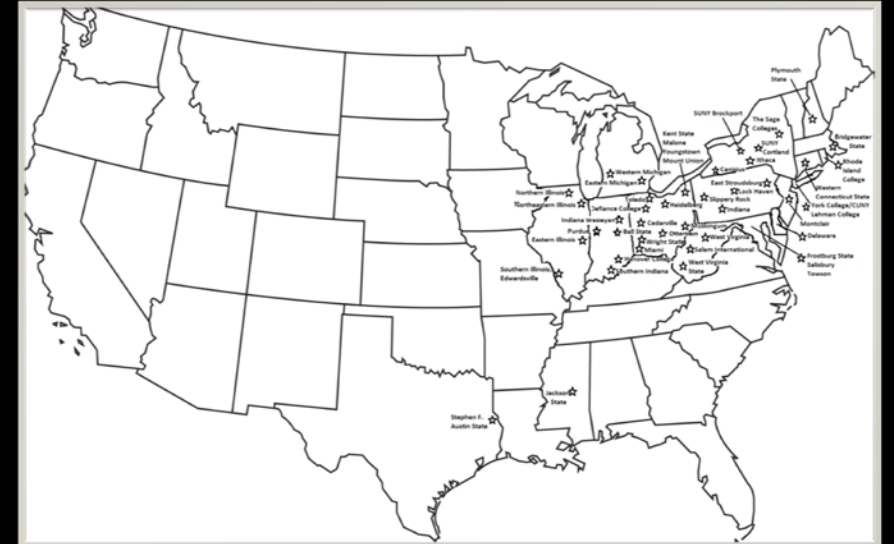 Plymouth
State
SUNY Brockport
The Sage
Colleges
Bridgewater
State
Kent State
Malone
Youngstown
Mount Union
SUNY
Cortland
Ithaca
Rhode
Island
College
Western Michigan
Canisius
Eastern Michigan
East Stroudsburg
Western
Connecticut State
Northern Illinois
Lock Haven
Toledo
Slippery Rock
Northeastern Illinois
Defiance College
Heidelberg
York College/CUNY
Lehman College
Indiana
Indiana Wesleyan
Cedarville
Montclair
Purdue
Ball State
Muskingum
Otterbein
West Virginia
Delaware
Eastern Illinois
Wright State
Miami
Salem International
Hanover College
Frostburg State
Salisbury
Towson
Southern Illinois,
Edwardsville
Southern Indiana
West Virginia
State
Jackson
State
Stephen F.
Austin State